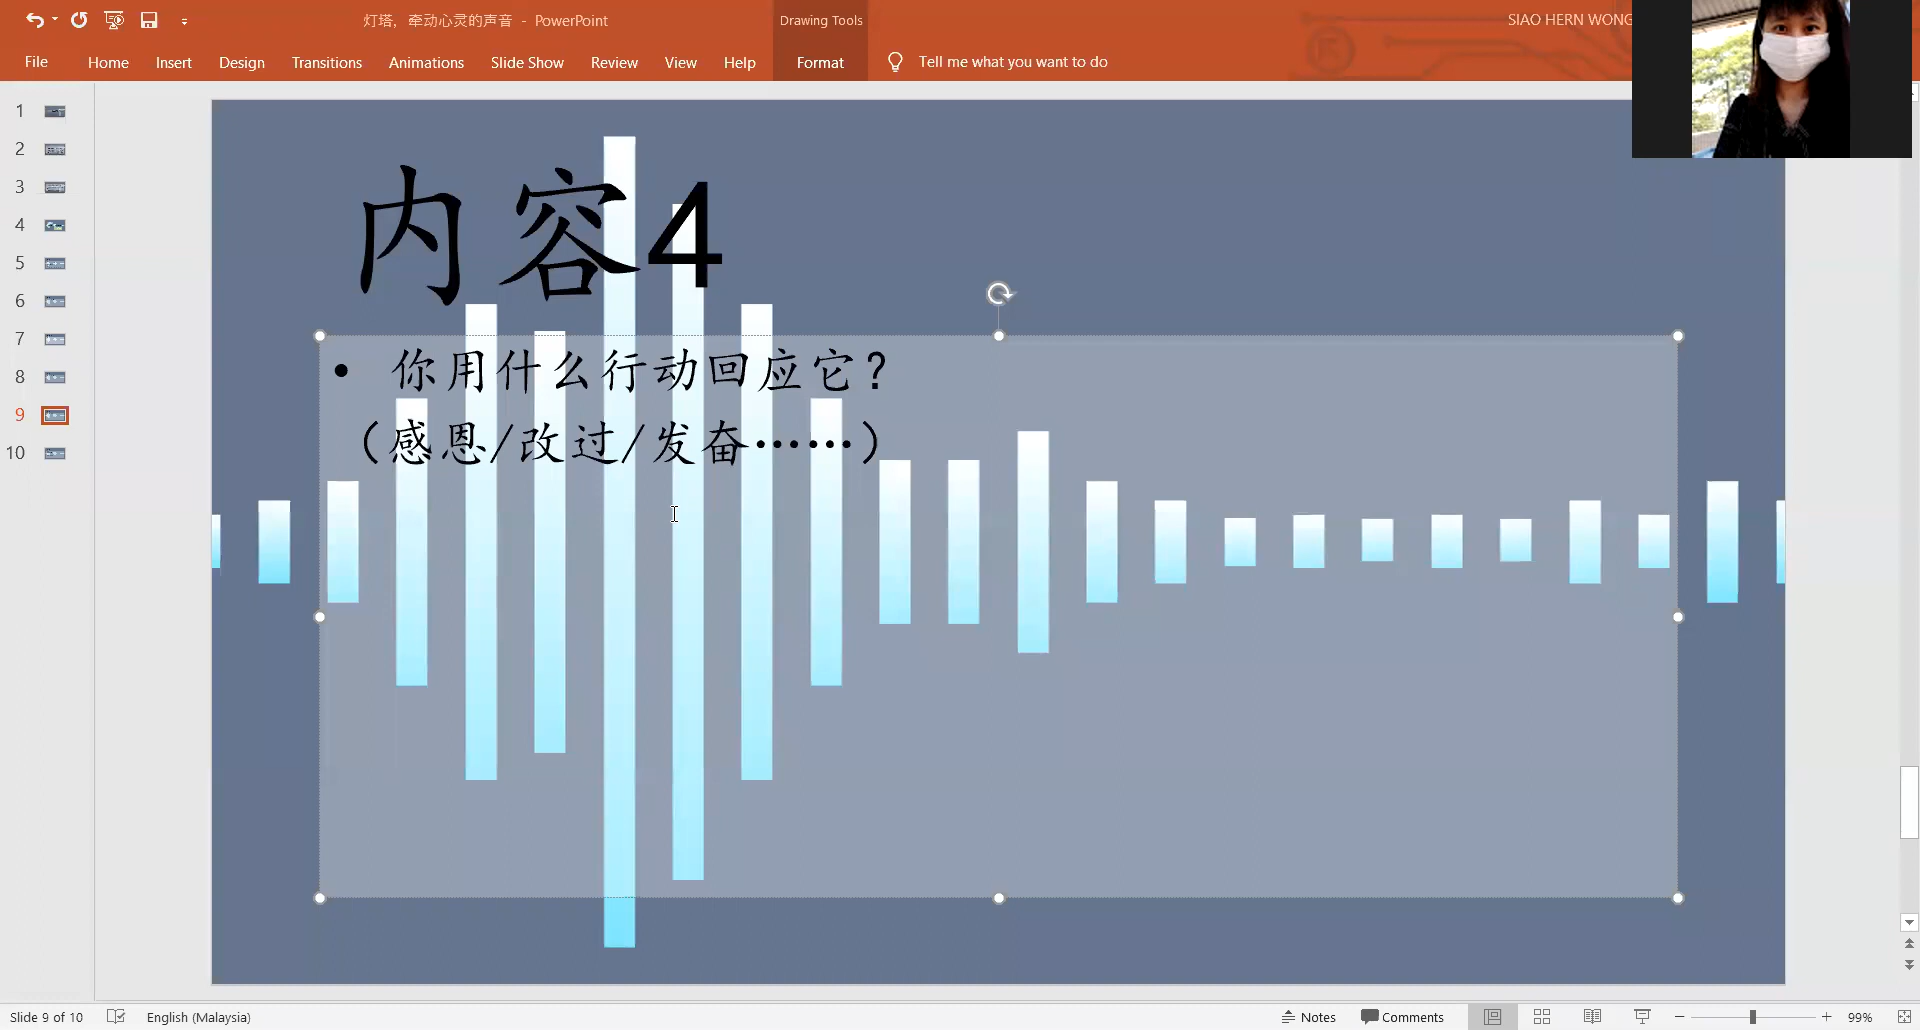 灯塔，牵动心灵的声音 - PowerPoint
Drawing Tools
SIAO HERN WONG
File Home Insert Design Transitions Animations Slide Show Review View Help Format Tell me what you want to do
1
2
3
4
5
6
7
8
9
10
内容4
• 你用什么行动回应它？
（感恩/改过/发奋……）
Slide 9 of 10 English (Malaysia) Notes Comments 99%